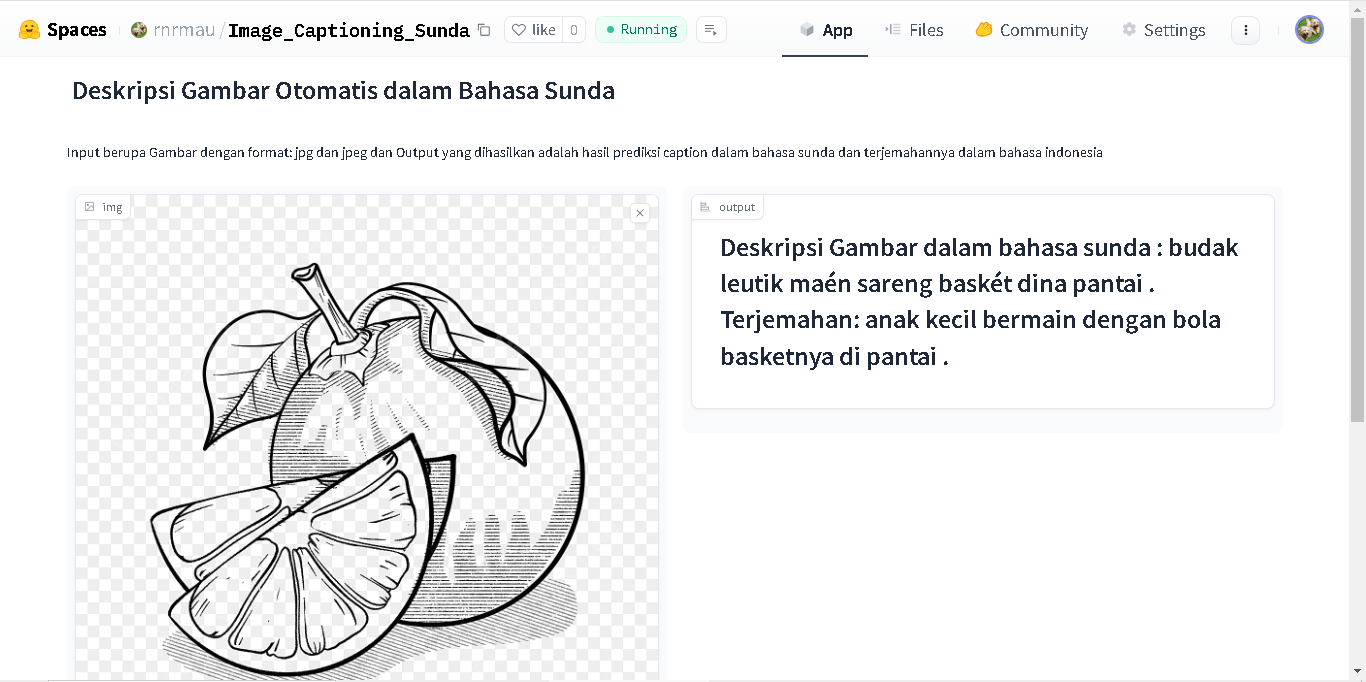 Spaces
rnrmau / Image_Captioning_Sunda
like 0
Running
App
Files
Community
Settings
Deskripsi Gambar Otomatis dalam Bahasa Sunda
Input berupa Gambar dengan format: jpg dan jpeg dan Output yang dihasilkan adalah hasil prediksi caption dalam bahasa sunda dan terjemahannya dalam bahasa indonesia
img
output
Deskripsi Gambar dalam bahasa sunda : budak
leutik maén sareng baskét dina pantai .
Terjemahan: anak kecil bermain dengan bola
basketnya di pantai .